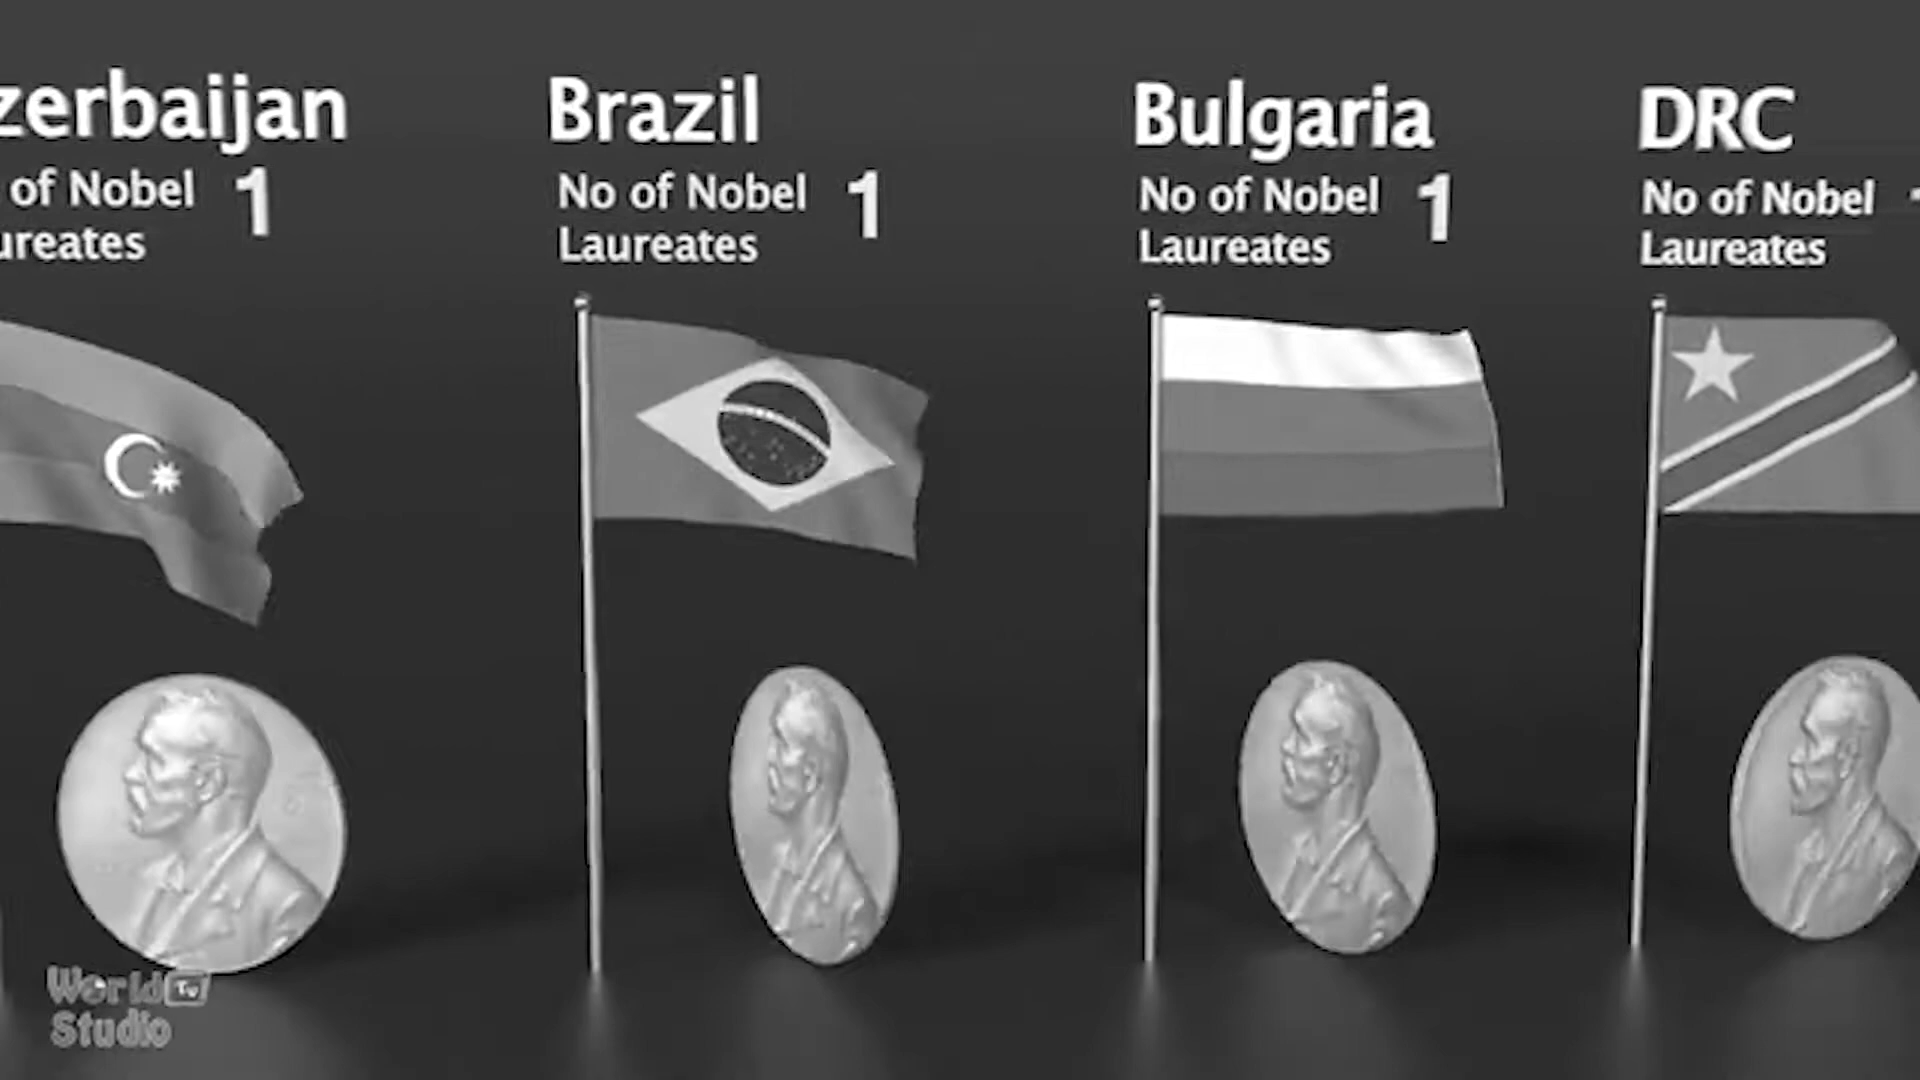 zerbaijan
of Nobel 1
ureates
Brazil
No of Nobel 1
Laureates
Bulgaria
No of Nobel 1
Laureates
DRC
No of Nobel
Laureates
World Tv
Studio